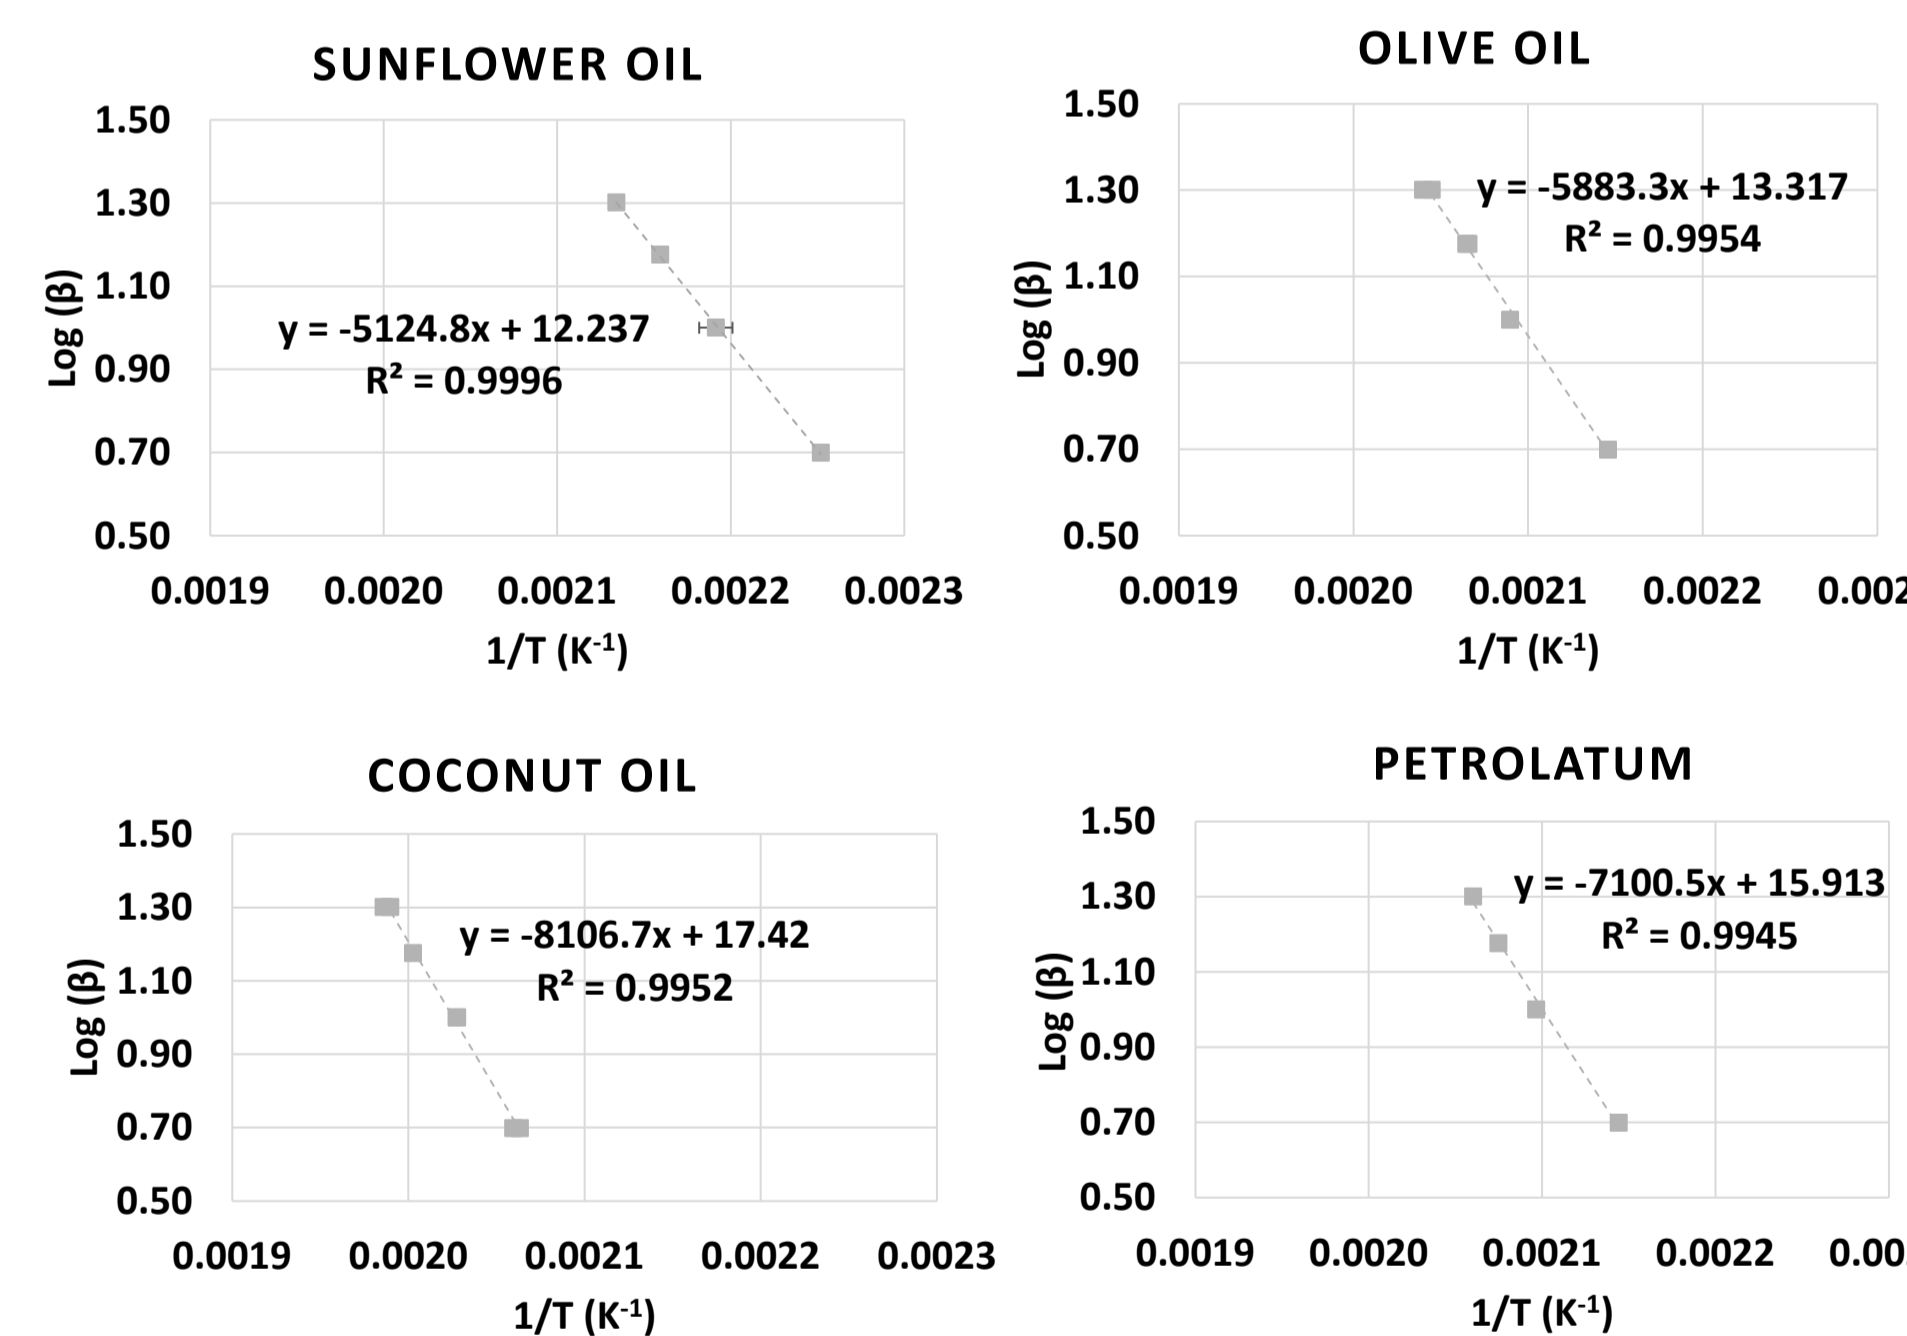 SUNFLOWER OIL
1.50
1.30
1.10
0.90
0.70
0.50
Log (β)
y = -5124.8x + 12.237
R² = 0.9996
0.0019 0.0020 0.0021 0.0022 0.0023
1/T (K⁻¹)
OLIVE OIL
1.50
1.30
1.10
0.90
0.70
0.50
Log (β)
y = -5883.3x + 13.317
R² = 0.9954
0.0019 0.0020 0.0021 0.0022
1/T (K⁻¹)
COCONUT OIL
1.50
1.30
1.10
0.90
0.70
0.50
Log (β)
y = -8106.7x + 17.42
R² = 0.9952
0.0019 0.0020 0.0021 0.0022 0.0023
1/T (K⁻¹)
PETROLATUM
1.50
1.30
1.10
0.90
0.70
0.50
Log (β)
y = -7100.5x + 15.913
R² = 0.9945
0.0019 0.0020 0.0021 0.0022
1/T (K⁻¹)